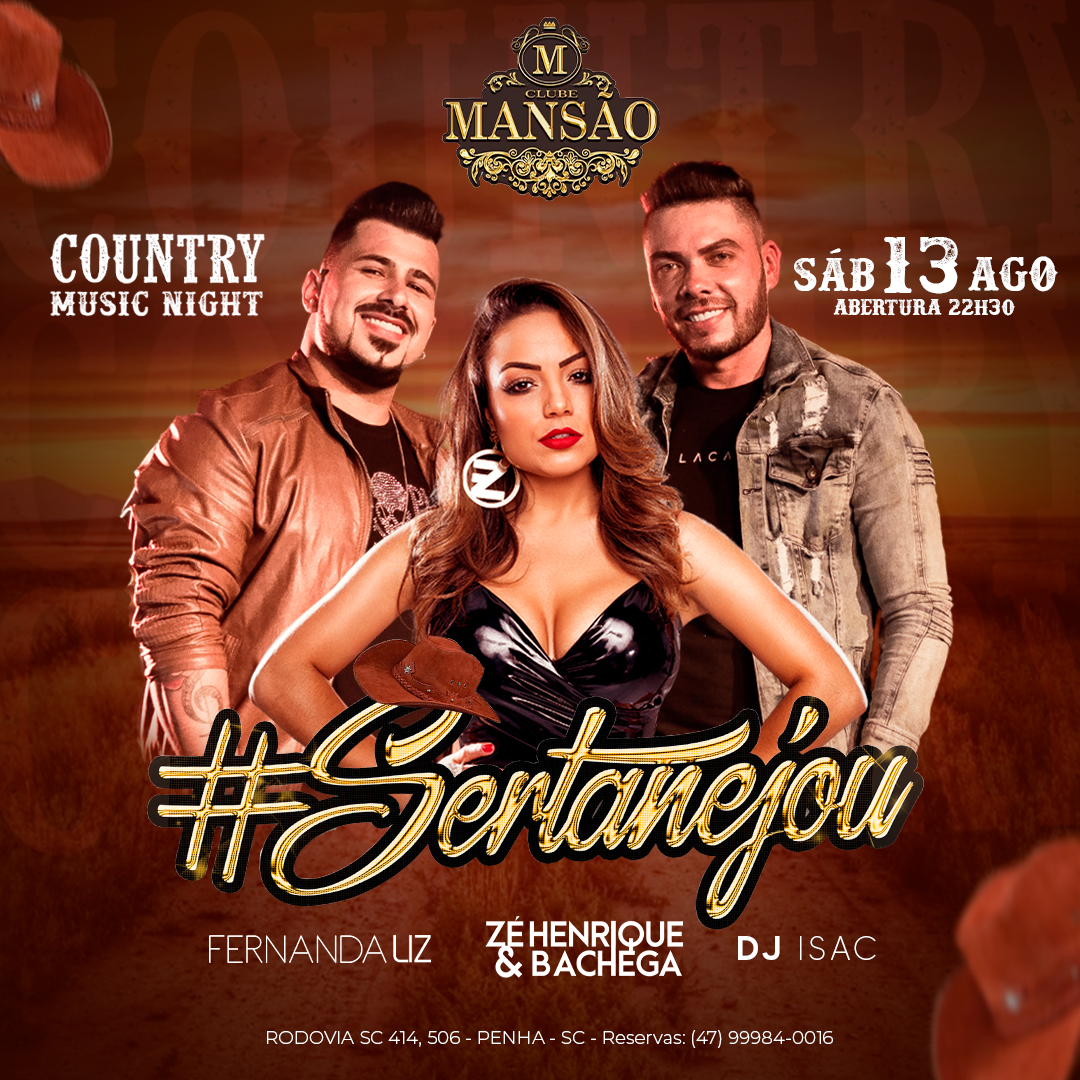 M
CLUBE
MANSÃO
COUNTRY
MUSIC NIGHT
SÁB 13 AGO
ABERTURA 22H30
LACA
#Sertanejou
FERNANDA LIZ
ZÉ HENRIQUE
& BACHEGA
DJ ISAC
RODOVIA SC 414, 506 - PENHA - SC - Reservas: (47) 99984-0016